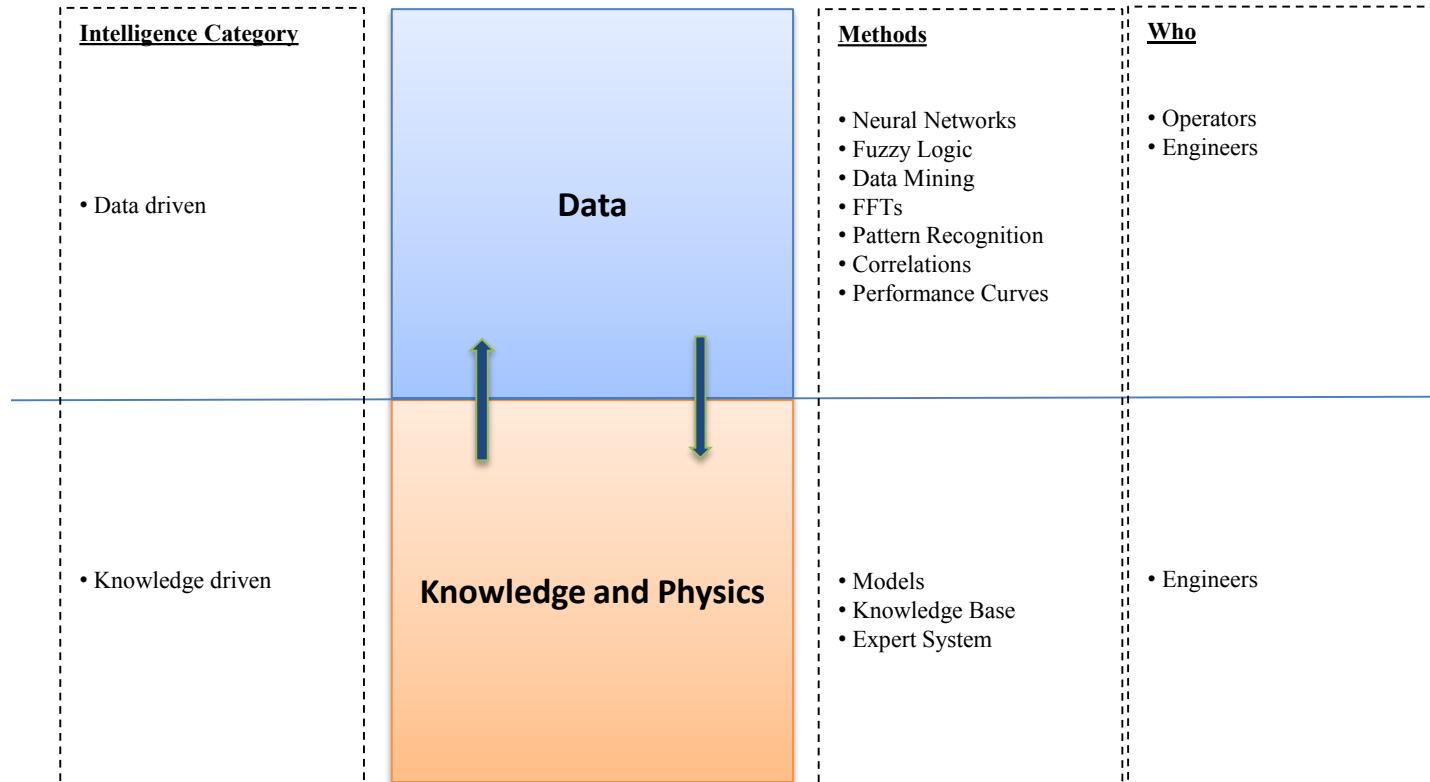 Intelligence Category
• Data driven
• Knowledge driven
Data
Knowledge and Physics
Methods
• Neural Networks
• Fuzzy Logic
• Data Mining
• FFTs
• Pattern Recognition
• Correlations
• Performance Curves
• Models
• Knowledge Base
• Expert System
Who
• Operators
• Engineers
• Engineers